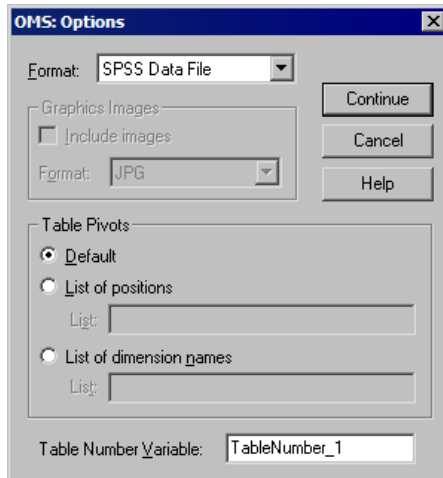 OMS: Options
Format: SPSS Data File
Continue
Graphics Images
Include images
Cancel
Format: JPG
Help
Table Pivots
Default
List of positions
List:
List of dimension names
List:
Table Number Variable: TableNumber_1